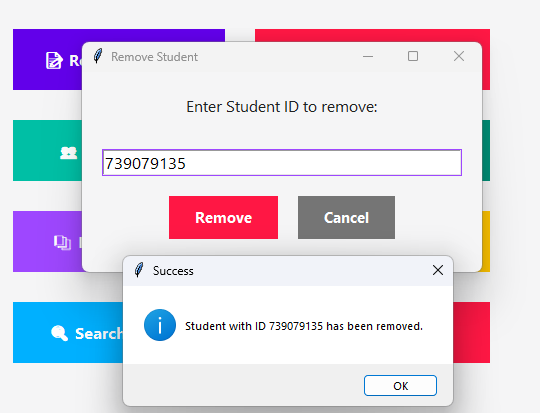 Remove Student
Enter Student ID to remove:
739079135
Remove
Cancel
Success
Student with ID 739079135 has been removed.
Search
OK